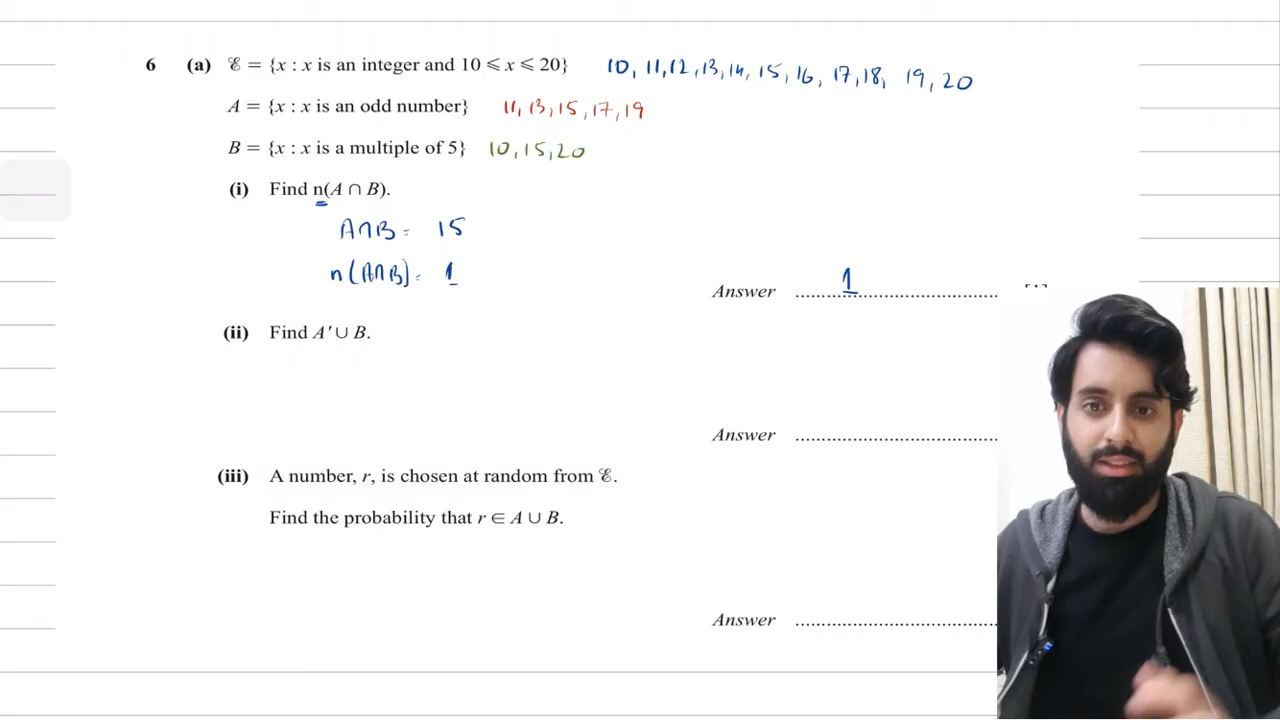 6 (a) ℰ = {x : x is an integer and 10 ⩽ x ⩽ 20} 10, 11, 12, 13, 14, 15, 16, 17, 18, 19, 20
A = {x : x is an odd number} 11, 13, 15, 17, 19
B = {x : x is a multiple of 5} 10, 15, 20
(i) Find n(A ∩ B).
A∩B = 15
n(A∩B) = 1
Answer ................1................
(ii) Find A′ ∪ B.
Answer ................................
(iii) A number, r, is chosen at random from ℰ.
Find the probability that r ∈ A ∪ B.
Answer ................................